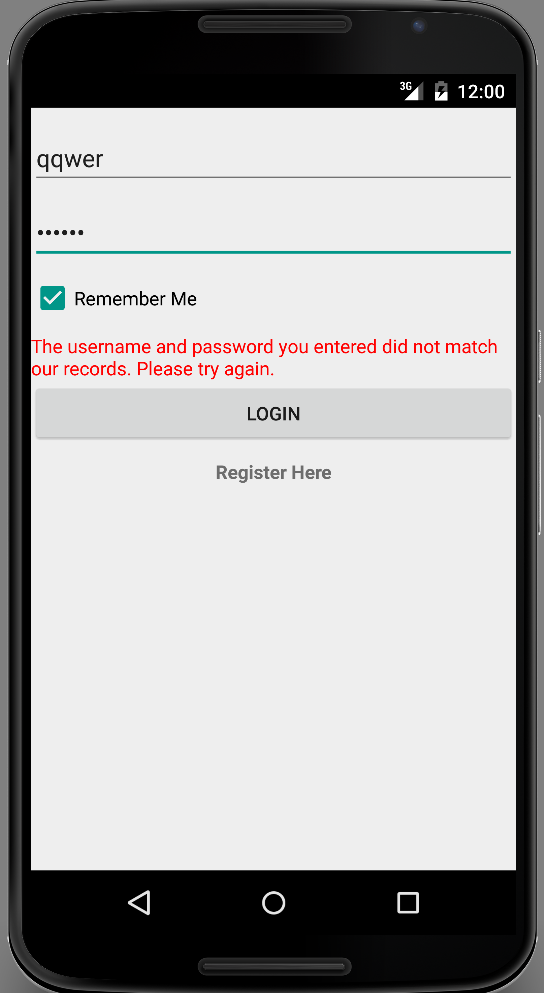 3G 12:00
qqwer
••••••
Remember Me
The username and password you entered did not match
our records. Please try again.
LOGIN
Register Here